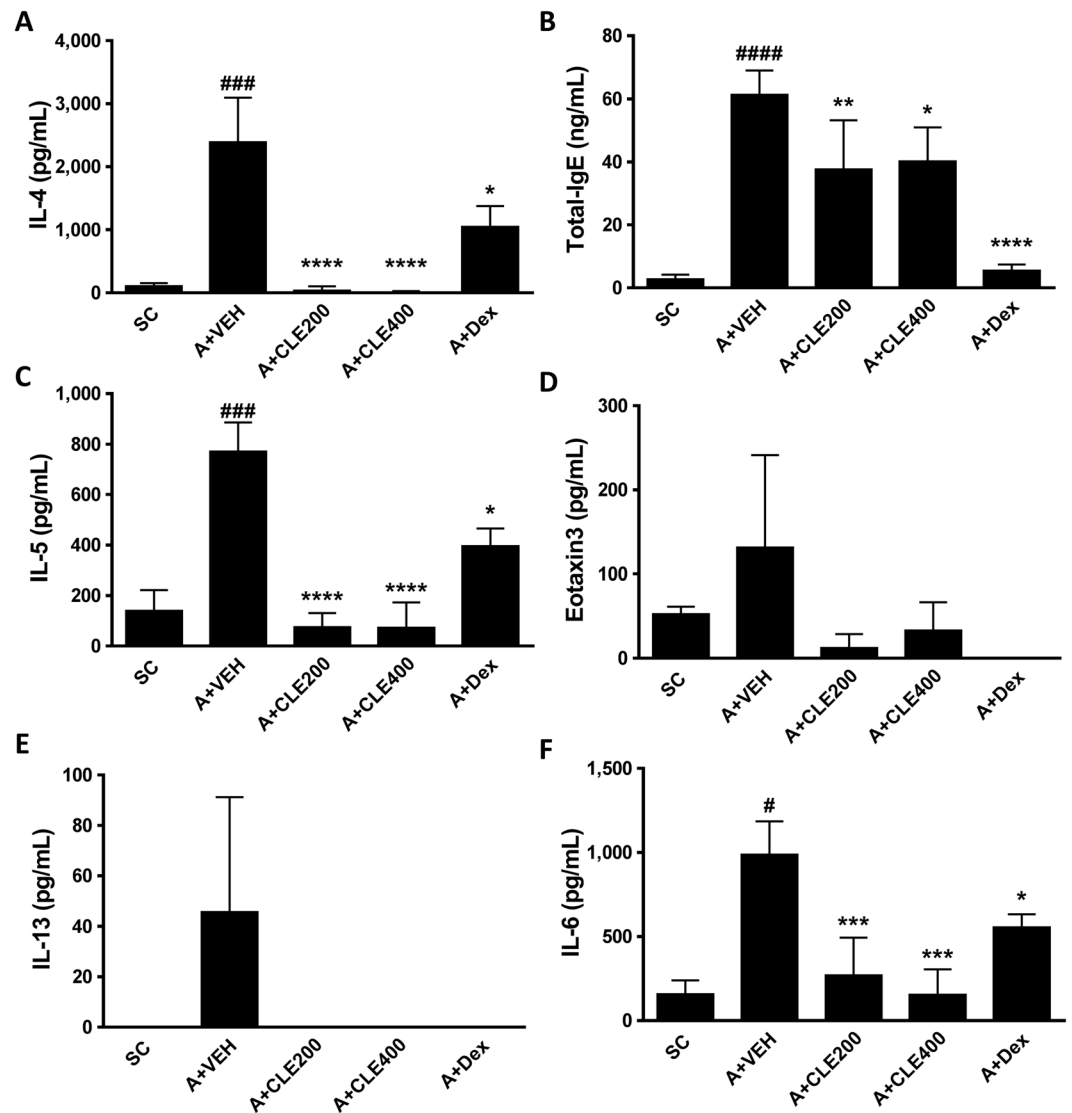 A
IL-4 (pg/mL)
4,000
3,000
2,000
1,000
0
###
****
****
*
SC
A+VEH
A+CLE200
A+CLE400
A+Dex
B
Total-IgE (ng/mL)
80
60
40
20
0
####
**
*
****
SC
A+VEH
A+CLE200
A+CLE400
A+Dex
C
IL-5 (pg/mL)
1,000
800
600
400
200
0
###
****
****
*
SC
A+VEH
A+CLE200
A+CLE400
A+Dex
D
Eotaxin3 (pg/mL)
300
200
100
0
SC
A+VEH
A+CLE200
A+CLE400
A+Dex
E
IL-13 (pg/mL)
100
80
60
40
20
0
SC
A+VEH
A+CLE200
A+CLE400
A+Dex
F
IL-6 (pg/mL)
1,500
1,000
500
0
#
***
***
*
SC
A+VEH
A+CLE200
A+CLE400
A+Dex